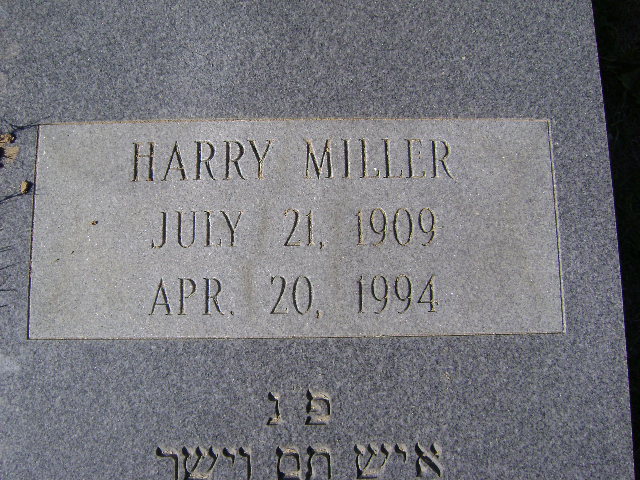 HARRY MILLER
JULY 21, 1909
APR. 20, 1994
פ נ
איש תם וישר